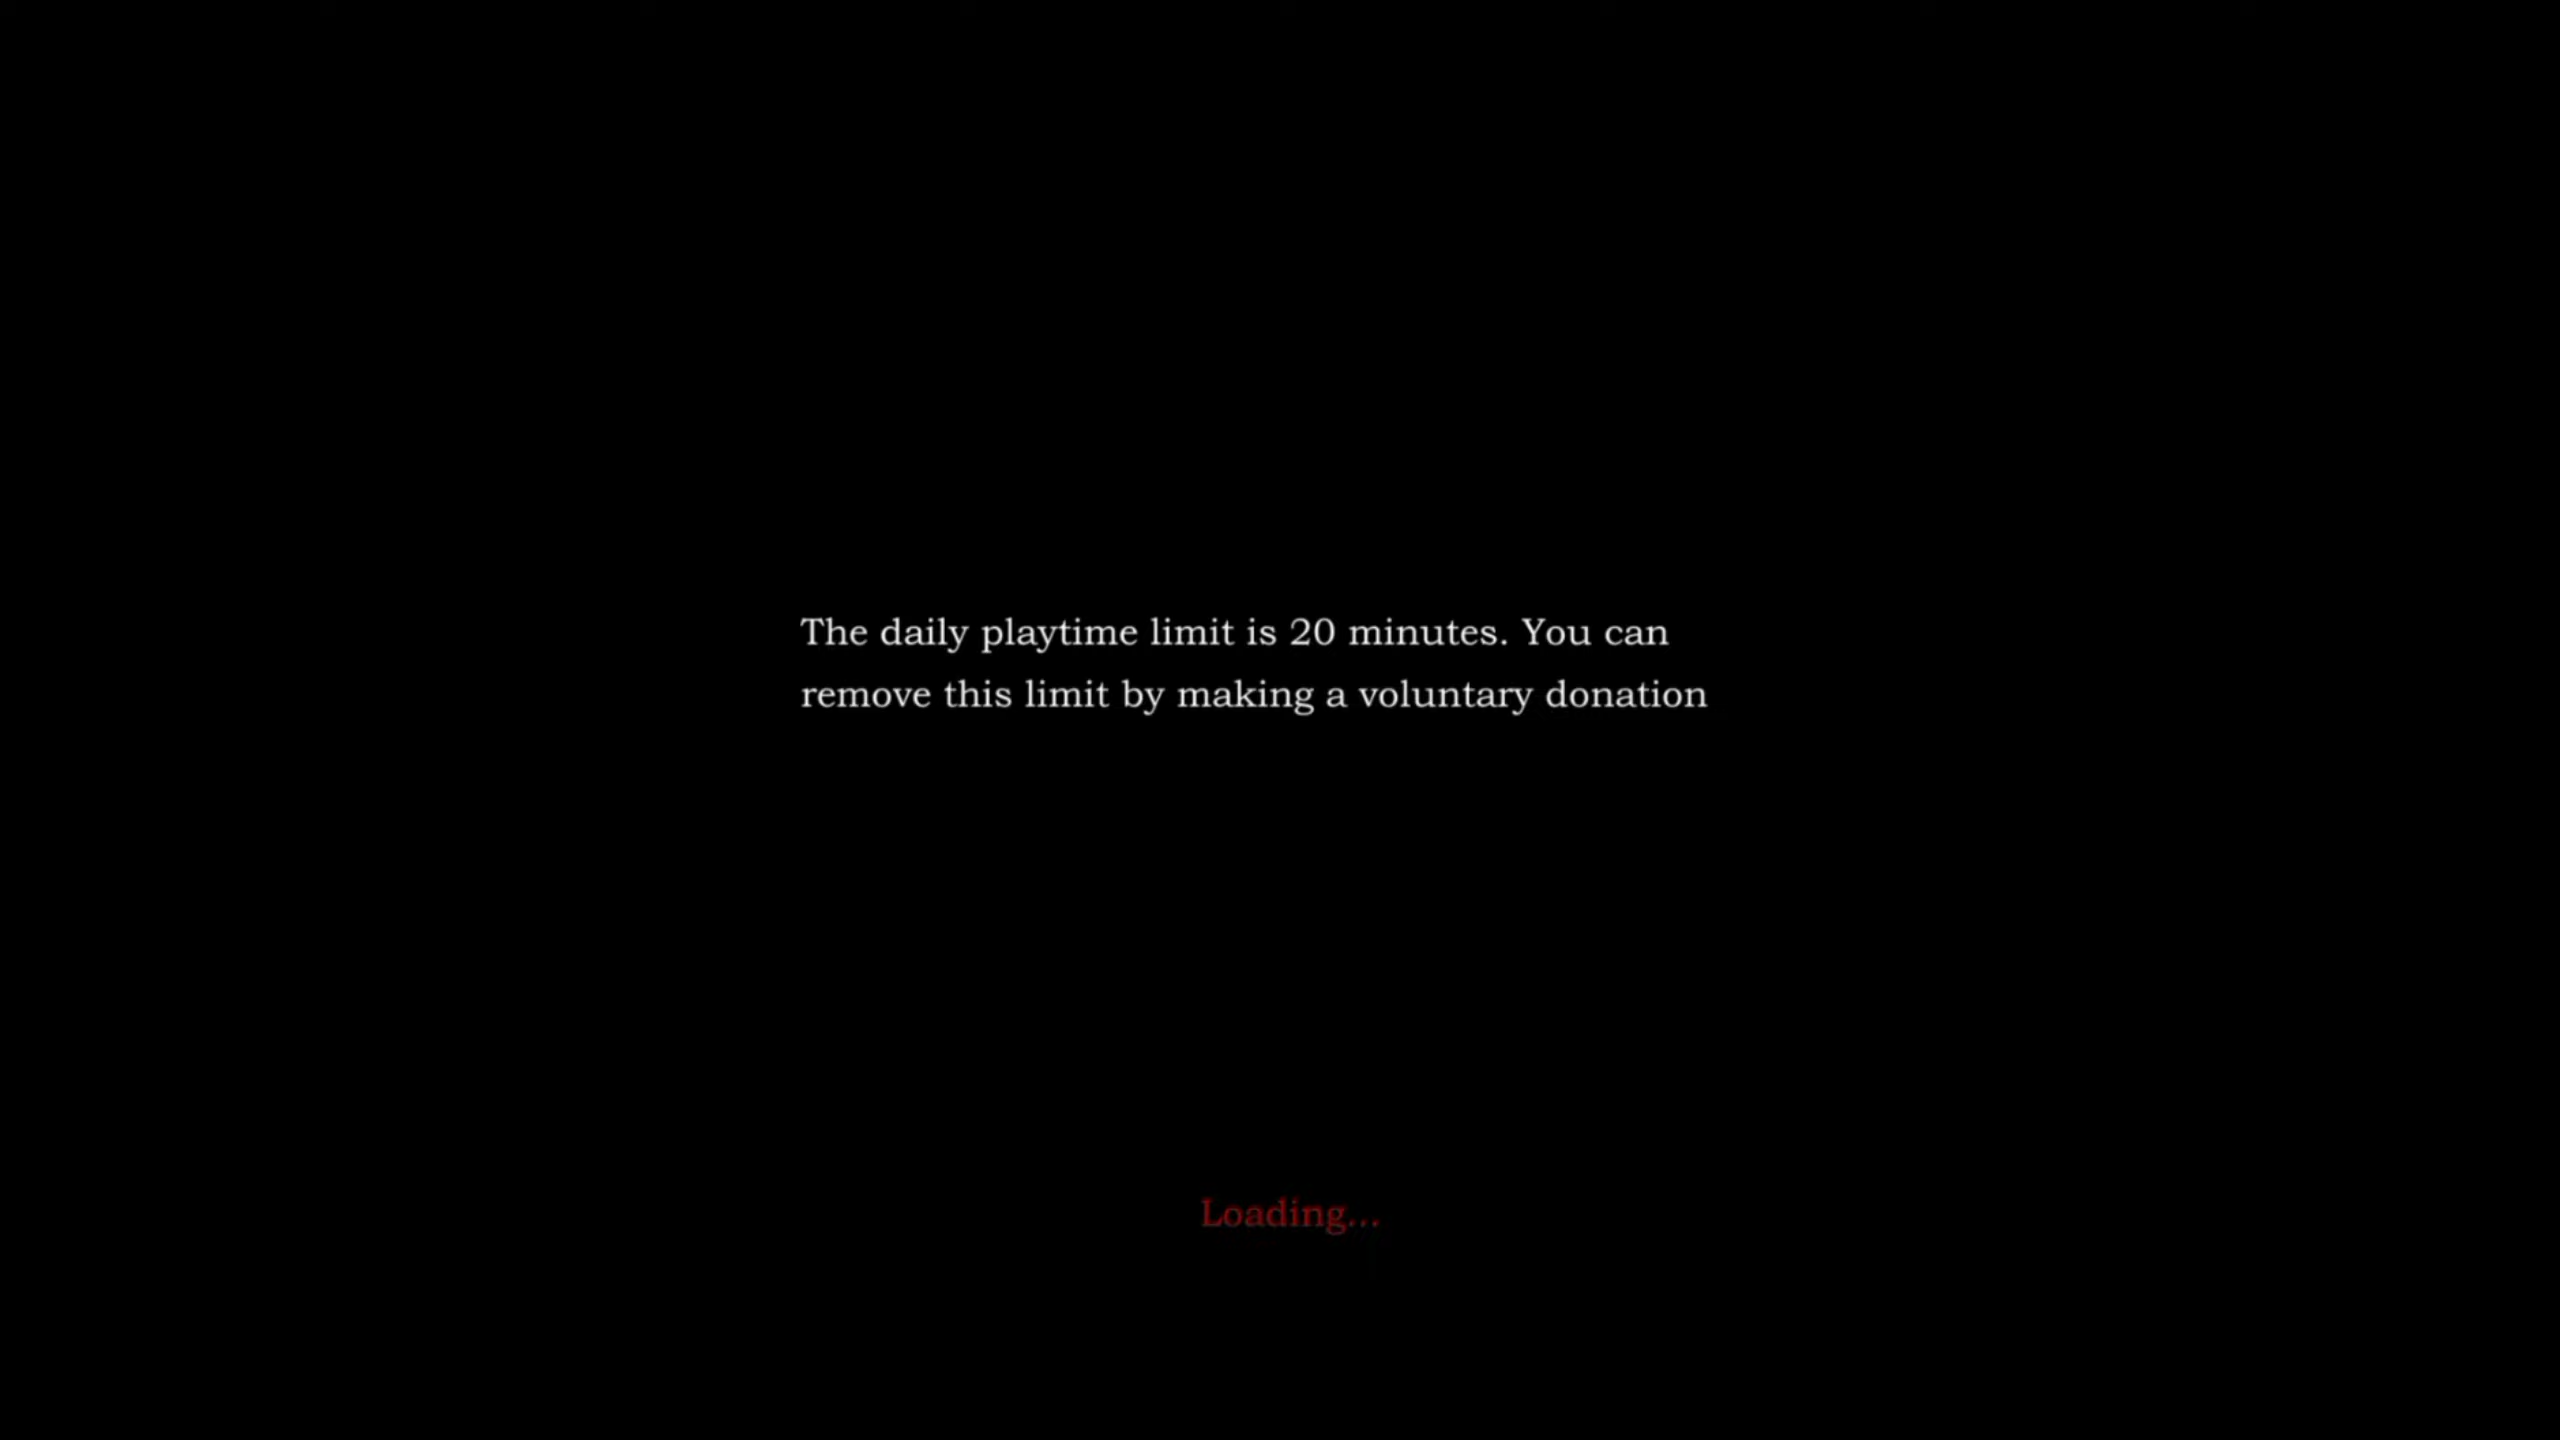 The daily playtime limit is 20 minutes. You can
remove this limit by making a voluntary donation
Loading...